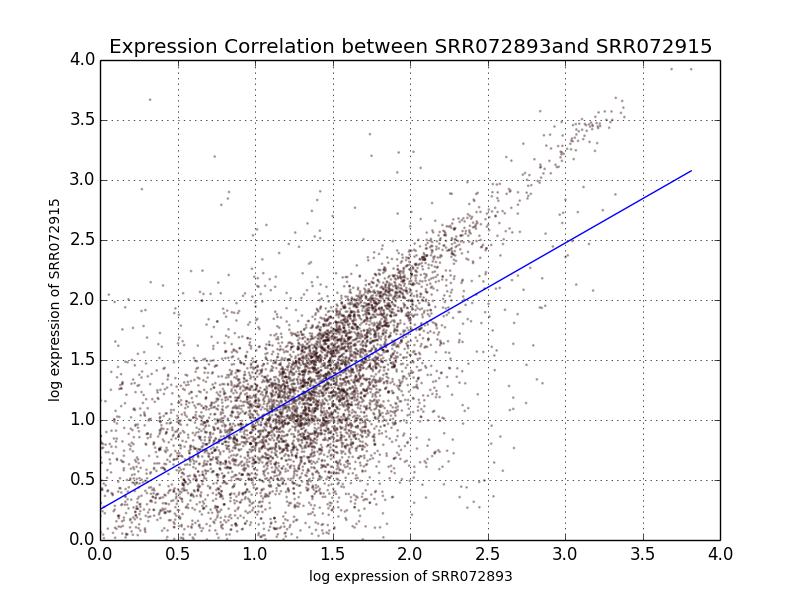 Expression Correlation between SRR072893and SRR072915
4.0
3.5
3.0
2.5
2.0
1.5
1.0
0.5
0.0
log expression of SRR072915
0.0 0.5 1.0 1.5 2.0 2.5 3.0 3.5 4.0
log expression of SRR072893